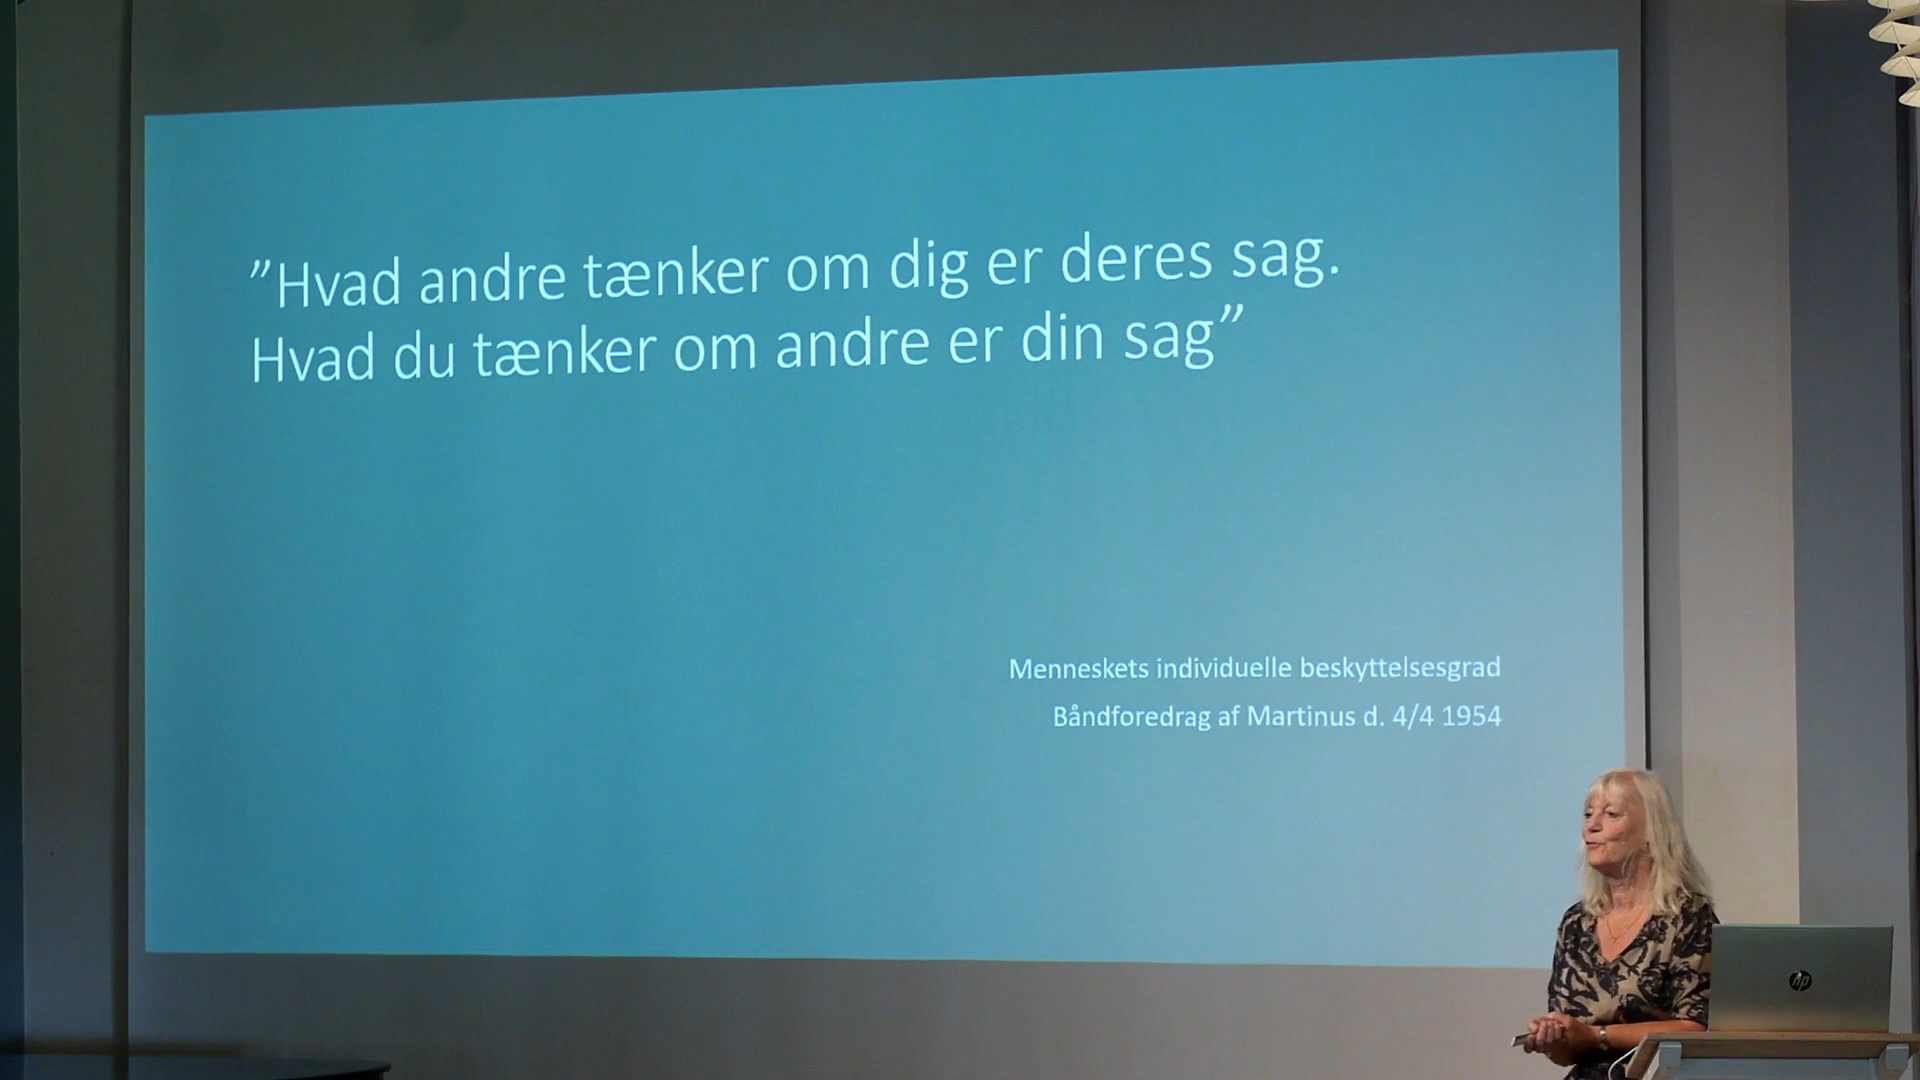 ”Hvad andre tænker om dig er deres sag.
Hvad du tænker om andre er din sag”
Menneskets individuelle beskyttelsesgrad
Båndforedrag af Martinus d. 4/4 1954
hp